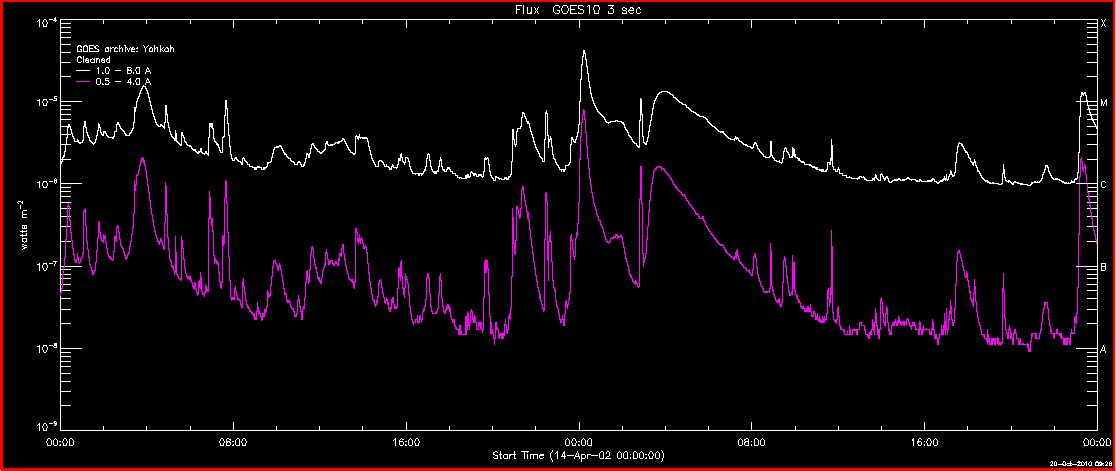 Flux GOES10 3 sec
10⁻⁴
X
GOES archive: Yohkoh
Cleaned
1.0 - 8.0 A
0.5 - 4.0 A
10⁻⁵
M
10⁻⁶
C
watts m⁻²
10⁻⁷
B
10⁻⁸
A
10⁻⁹
00:00 08:00 16:00 00:00 08:00 16:00 00:00
Start Time (14-Apr-02 00:00:00)
20-Oct-2010 09:28